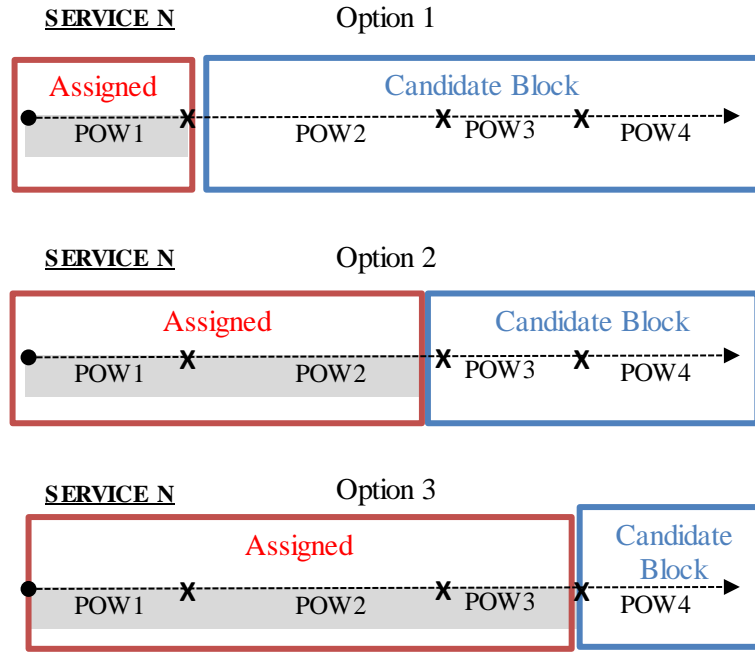 SERVICE N Option 1
Assigned Candidate Block
X X X
POW1 POW2 POW3 POW4
SERVICE N Option 2
Assigned Candidate Block
X X X
POW1 POW2 POW3 POW4
SERVICE N Option 3
Assigned Candidate
Block
X X X
POW1 POW2 POW3 POW4